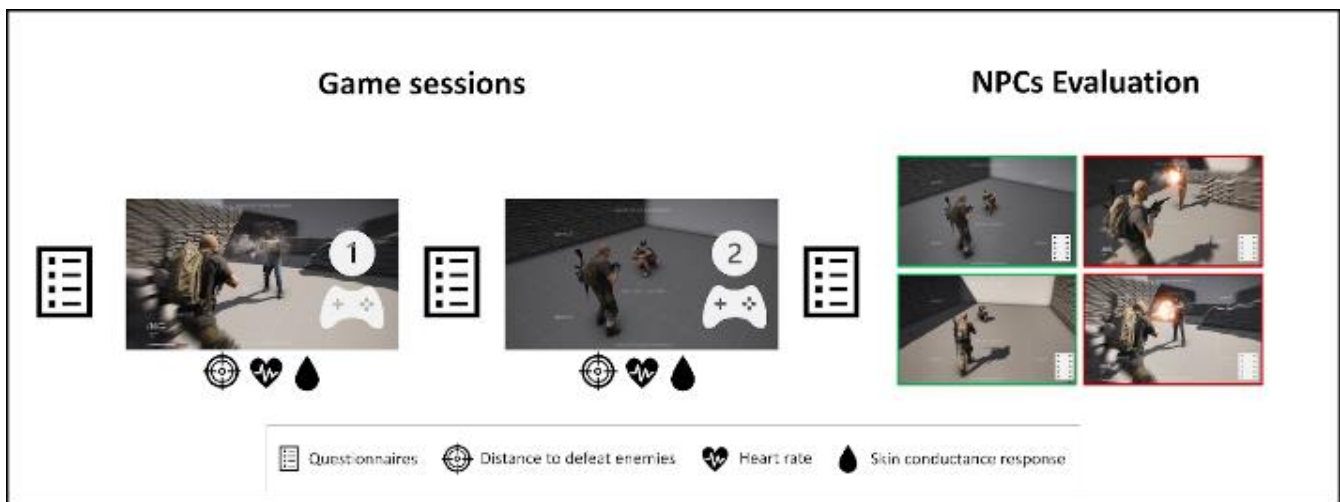 Game sessions
NPCs Evaluation
1
2
Questionnaires
Distance to defeat enemies
Heart rate
Skin conductance response